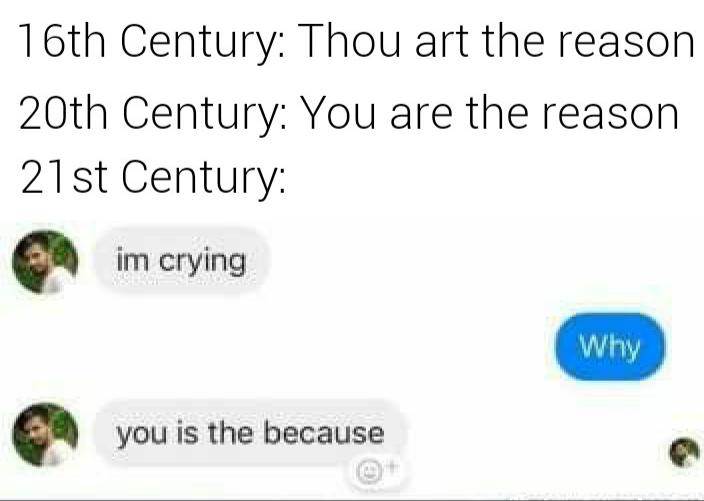 16th Century: Thou art the reason
20th Century: You are the reason
21st Century:
im crying
Why
you is the because